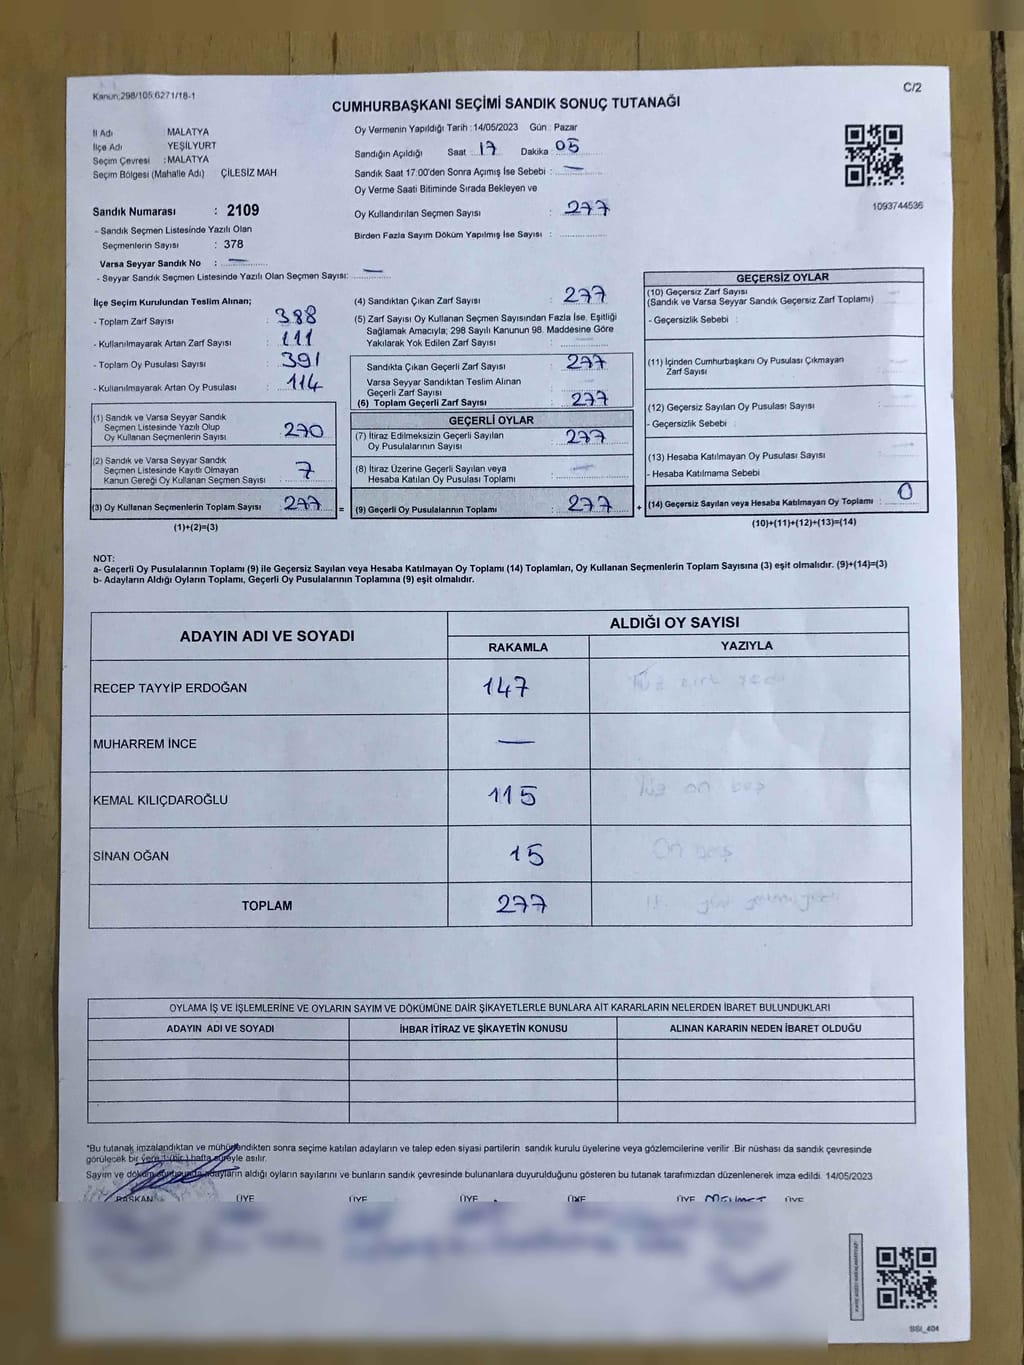 Kanun:298/105;6271/18-1
C/2
CUMHURBAŞKANI SEÇİMİ SANDIK SONUÇ TUTANAĞI
İl Adı MALATYA
İlçe Adı YEŞİLYURT
Seçim Çevresi : MALATYA
Seçim Bölgesi (Mahalle Adı) ÇİLESİZ MAH
Sandık Numarası : 2109
- Sandık Seçmen Listesinde Yazılı Olan
Seçmenlerin Sayısı : 378
Varsa Seyyar Sandık No : —
- Seyyar Sandık Seçmen Listesinde Yazılı Olan Seçmen Sayısı: —
Oy Vermenin Yapıldığı Tarih : 14/05/2023 Gün : Pazar
Sandığın Açıldığı Saat 17 Dakika 05
Sandık Saat 17:00'den Sonra Açımış İse Sebebi : —
Oy Verme Saati Bitiminde Sırada Bekleyen ve
Oy Kullandırılan Seçmen Sayısı : 277
Birden Fazla Sayım Döküm Yapılmış İse Sayısı :
1093744536
İlçe Seçim Kurulundan Teslim Alınan;
- Toplam Zarf Sayısı : 388
- Kullanılmayarak Artan Zarf Sayısı : 111
- Toplam Oy Pusulası Sayısı : 391
- Kullanılmayarak Artan Oy Pusulası : 114
(1) Sandık ve Varsa Seyyar Sandık
Seçmen Listesinde Yazılı Olup
Oy Kullanan Seçmenlerin Sayısı : 270
(2) Sandık ve Varsa Seyyar Sandık
Seçmen Listesinde Kayıtlı Olmayan
Kanun Gereği Oy Kullanan Seçmen Sayısı : 7
(3) Oy Kullanan Seçmenlerin Toplam Sayısı : 277 =
(1)+(2)=(3)
(4) Sandıktan Çıkan Zarf Sayısı : 277
(5) Zarf Sayısı Oy Kullanan Seçmen Sayısından Fazla İse, Eşitliği
Sağlamak Amacıyla; 298 Sayılı Kanunun 98. Maddesine Göre
Yakılarak Yok Edilen Zarf Sayısı :
Sandıkta Çıkan Geçerli Zarf Sayısı : 277
Varsa Seyyar Sandıktan Teslim Alınan
Geçerli Zarf Sayısı
(6) Toplam Geçerli Zarf Sayısı : 277
GEÇERLİ OYLAR
(7) İtiraz Edilmeksizin Geçerli Sayılan
Oy Pusulasının Sayısı : 277
(8) İtiraz Üzerine Geçerli Sayılan veya
Hesaba Katılan Oy Pusulası Toplamı :
(9) Geçerli Oy Pusulalarının Toplamı : 277 +
GEÇERSİZ OYLAR
(10) Geçersiz Zarf Sayısı
(Sandık ve Varsa Seyyar Sandık Geçersiz Zarf Toplamı)
- Geçersizlik Sebebi :
(11) İçinden Cumhurbaşkanı Oy Pusulası Çıkmayan
Zarf Sayısı
(12) Geçersiz Sayılan Oy Pusulası Sayısı
- Geçersizlik Sebebi :
(13) Hesaba Katılmayan Oy Pusulası Sayısı
- Hesaba Katılmama Sebebi
(14) Geçersiz Sayılan veya Hesaba Katılmayan Oy Toplamı : 0
(10)+(11)+(12)+(13)=(14)
NOT:
a- Geçerli Oy Pusulalarının Toplamı (9) ile Geçersiz Sayılan veya Hesaba Katılmayan Oy Toplamı (14) Toplamları, Oy Kullanan Seçmenlerin Toplam Sayısına (3) eşit olmalıdır. (9)+(14)=(3)
b- Adayların Aldığı Oyların Toplamı, Geçerli Oy Pusulalarının Toplamına (9) eşit olmalıdır.
ADAYIN ADI VE SOYADI
ALDIĞI OY SAYISI
RAKAMLA YAZIYLA
RECEP TAYYİP ERDOĞAN 147 Yüz kırk yedi
MUHARREM İNCE —
KEMAL KILIÇDAROĞLU 115 Yüz on beş
SİNAN OĞAN 15 On beş
TOPLAM 277
OYLAMA İŞ VE İŞLEMLERİNE VE OYLARIN SAYIM VE DÖKÜMÜNE DAİR ŞİKAYETLERLE BUNLARA AİT KARARLARIN NELERDEN İBARET BULUNDUKLARI
ADAYIN ADI VE SOYADI İHBAR İTİRAZ VE ŞİKAYETİN KONUSU ALINAN KARARIN NEDEN İBARET OLDUĞU
*Bu tutanak imzalandıktan ve mühürlendikten sonra seçime katılan adayların ve talep eden siyasi partilerin sandık kurulu üyelerine veya gözlemcilerine verilir. Bir nüshası da sandık çevresinde
görülecek bir yere 1 (bir) hafta süreyle asılır.
Sayım ve döküm sonucunda adayların aldığı oyların sayılarını ve bunların sandık çevresinde bulunanlara duyurulduğunu gösteren bu tutanak tarafımızdan düzenlenerek imza edildi. 14/05/2023
BAŞKAN ÜYE ÜYE ÜYE ÜYE ÜYE MEHMET ÜYE
SSI_404